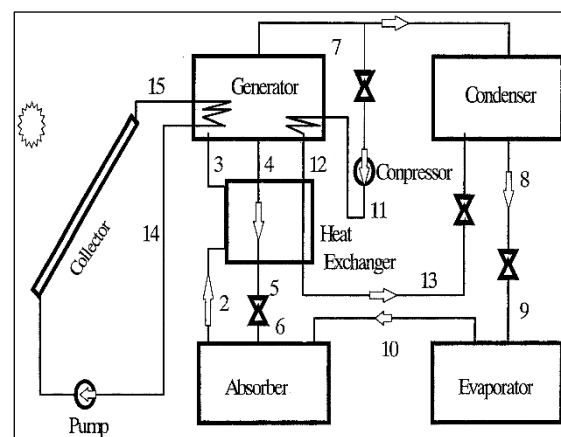 7
15
Generator
Condenser
3
4
12
Conpressor
8
11
14
Heat
Exchanger
Collector
13
2
5
6
9
10
Absorber
Evaporator
Pump